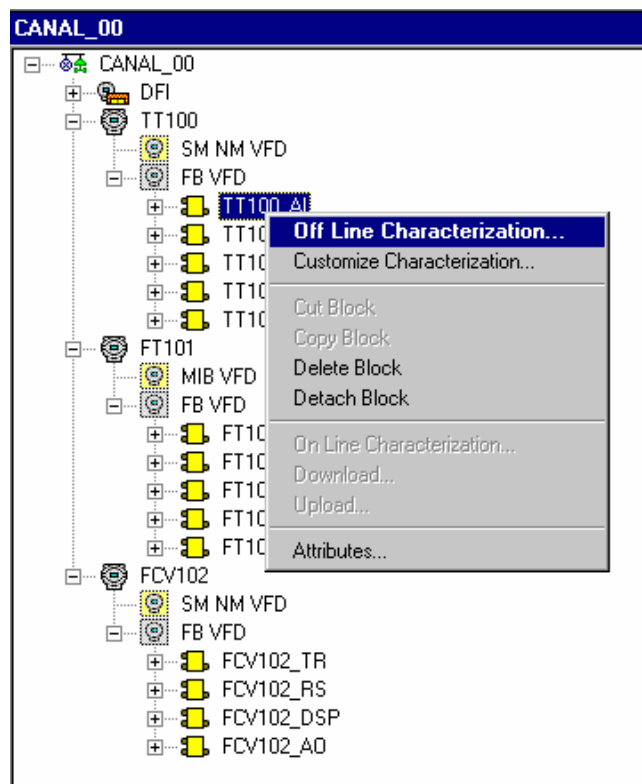 CANAL_00
CANAL_00
DFI
TT100
SM NM VFD
FB VFD
TT100_AI
Off Line Characterization...
Customize Characterization...
Cut Block
Copy Block
Delete Block
Detach Block
On Line Characterization...
Download...
Upload...
Attributes...
FT101
MIB VFD
FB VFD
FCV102
SM NM VFD
FB VFD
FCV102_TR
FCV102_RS
FCV102_DSP
FCV102_AO